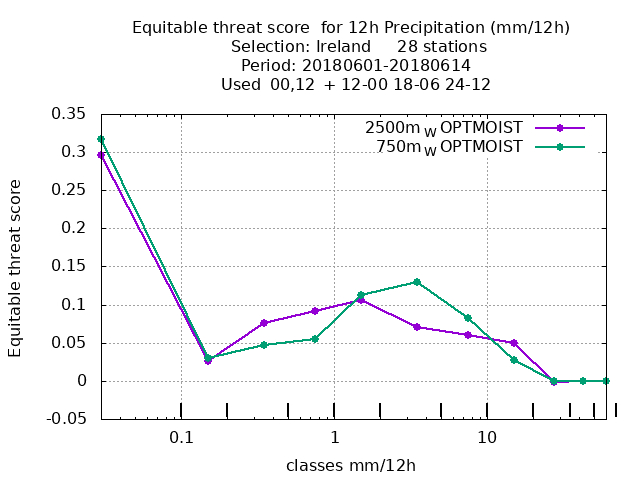 Equitable threat score  for 12h Precipitation (mm/12h)
Selection: Ireland     28 stations
Period: 20180601-20180614
Used  00,12  + 12-00 18-06 24-12
0.35
0.3
0.25
0.2
0.15
0.1
0.05
0
-0.05
Equitable threat score
2500m W OPTMOIST
750m W OPTMOIST
0.1 1 10
classes mm/12h